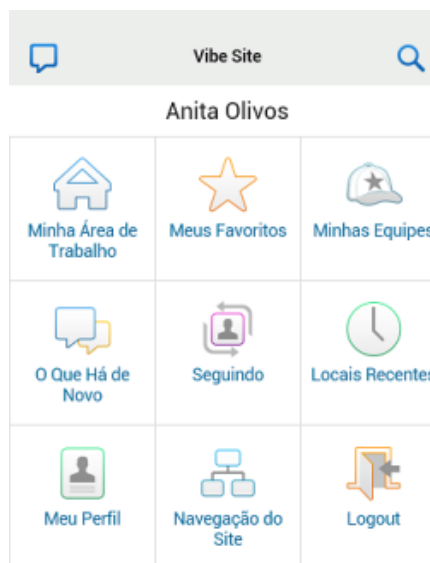 Vibe Site
Anita Olivos
Minha Área de
Trabalho
Meus Favoritos
Minhas Equipes
O Que Há de
Novo
Seguindo
Locais Recentes
Meu Perfil
Navegação do
Site
Logout